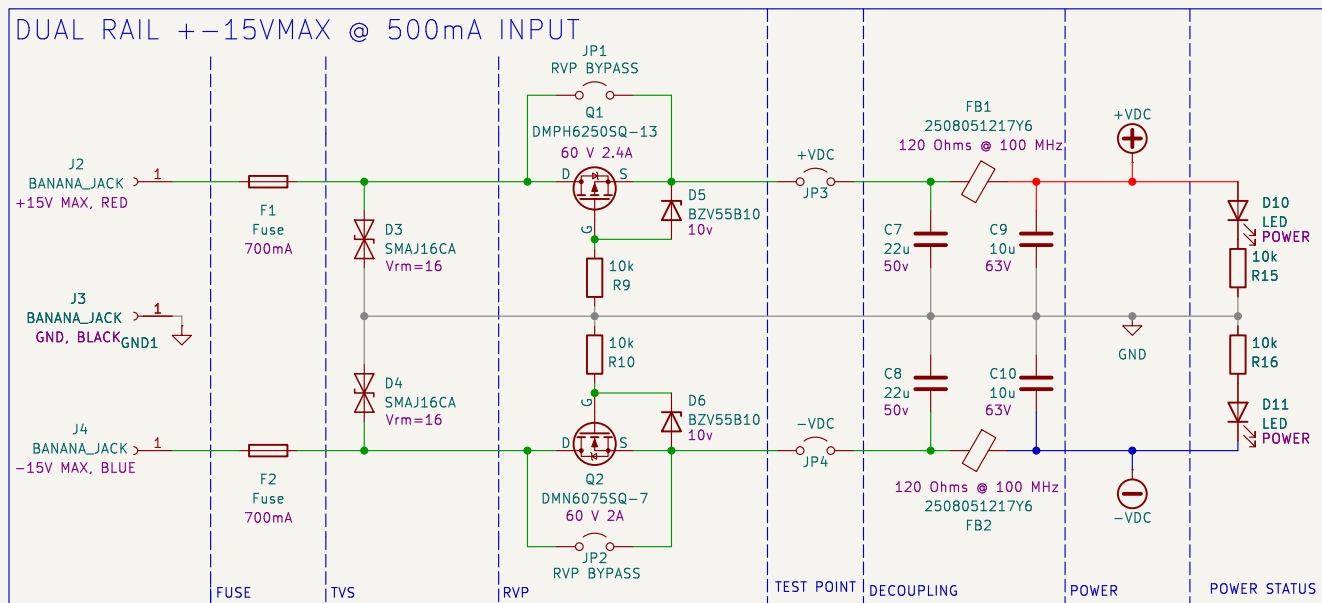 DUAL RAIL +-15VMAX @ 500mA INPUT
JP1
RVP BYPASS
Q1
DMPH6250SQ-13
60 V 2.4A
D
S
G
J2
BANANA_JACK
+15V MAX, RED
1
F1
Fuse
700mA
D3
SMAJ16CA
Vrm=16
D5
BZV55B10
10v
10k
R9
+VDC
JP3
FB1
2508051217Y6
120 Ohms @ 100 MHz
C7
22u
50v
C9
10u
63V
+VDC
D10
LED
POWER
10k
R15
J3
BANANA_JACK
GND, BLACK
1
GND1
GND
10k
R10
10k
R16
D4
SMAJ16CA
Vrm=16
G
D6
BZV55B10
10v
C8
22u
50v
C10
10u
63V
D11
LED
POWER
J4
BANANA_JACK
-15V MAX, BLUE
1
F2
Fuse
700mA
D
S
Q2
DMN6075SQ-7
60 V 2A
JP2
RVP BYPASS
-VDC
JP4
120 Ohms @ 100 MHz
2508051217Y6
FB2
-VDC
FUSE
TVS
RVP
TEST POINT
DECOUPLING
POWER
POWER STATUS